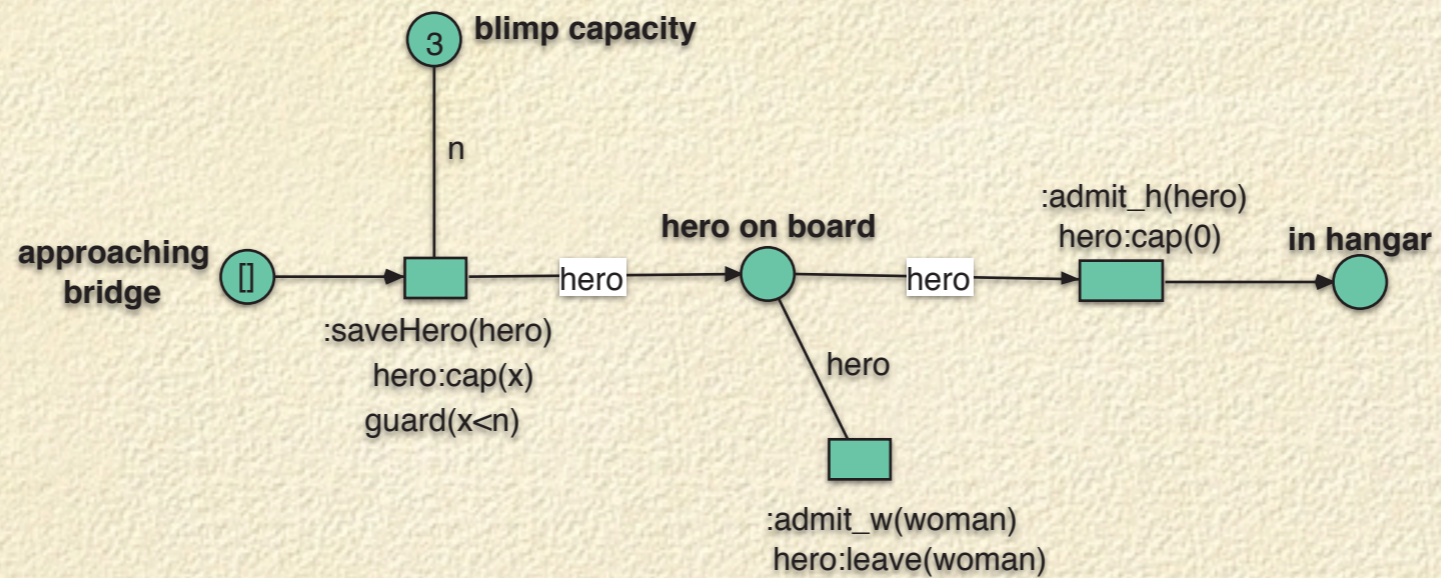 3
blimp capacity
n
approaching
bridge
[]
:saveHero(hero)
hero:cap(x)
guard(x<n)
hero
hero on board
hero
hero
:admit_w(woman)
hero:leave(woman)
:admit_h(hero)
hero:cap(0)
in hangar